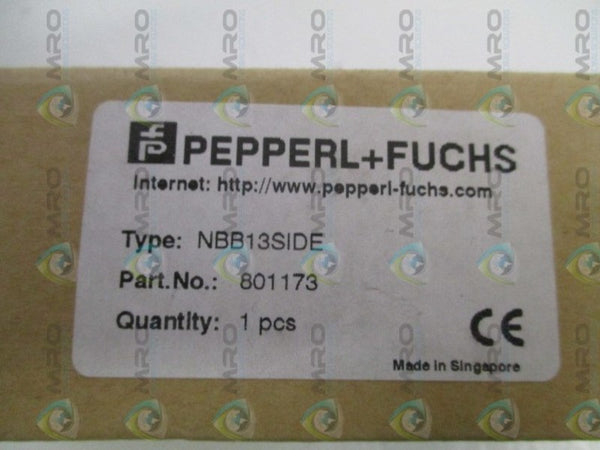 PEPPERL+FUCHS
Internet: http://www.pepperl-fuchs.com
Type: NBB13SIDE
Part.No.: 801173
Quantity: 1 pcs
CE
Made in Singapore
MRO